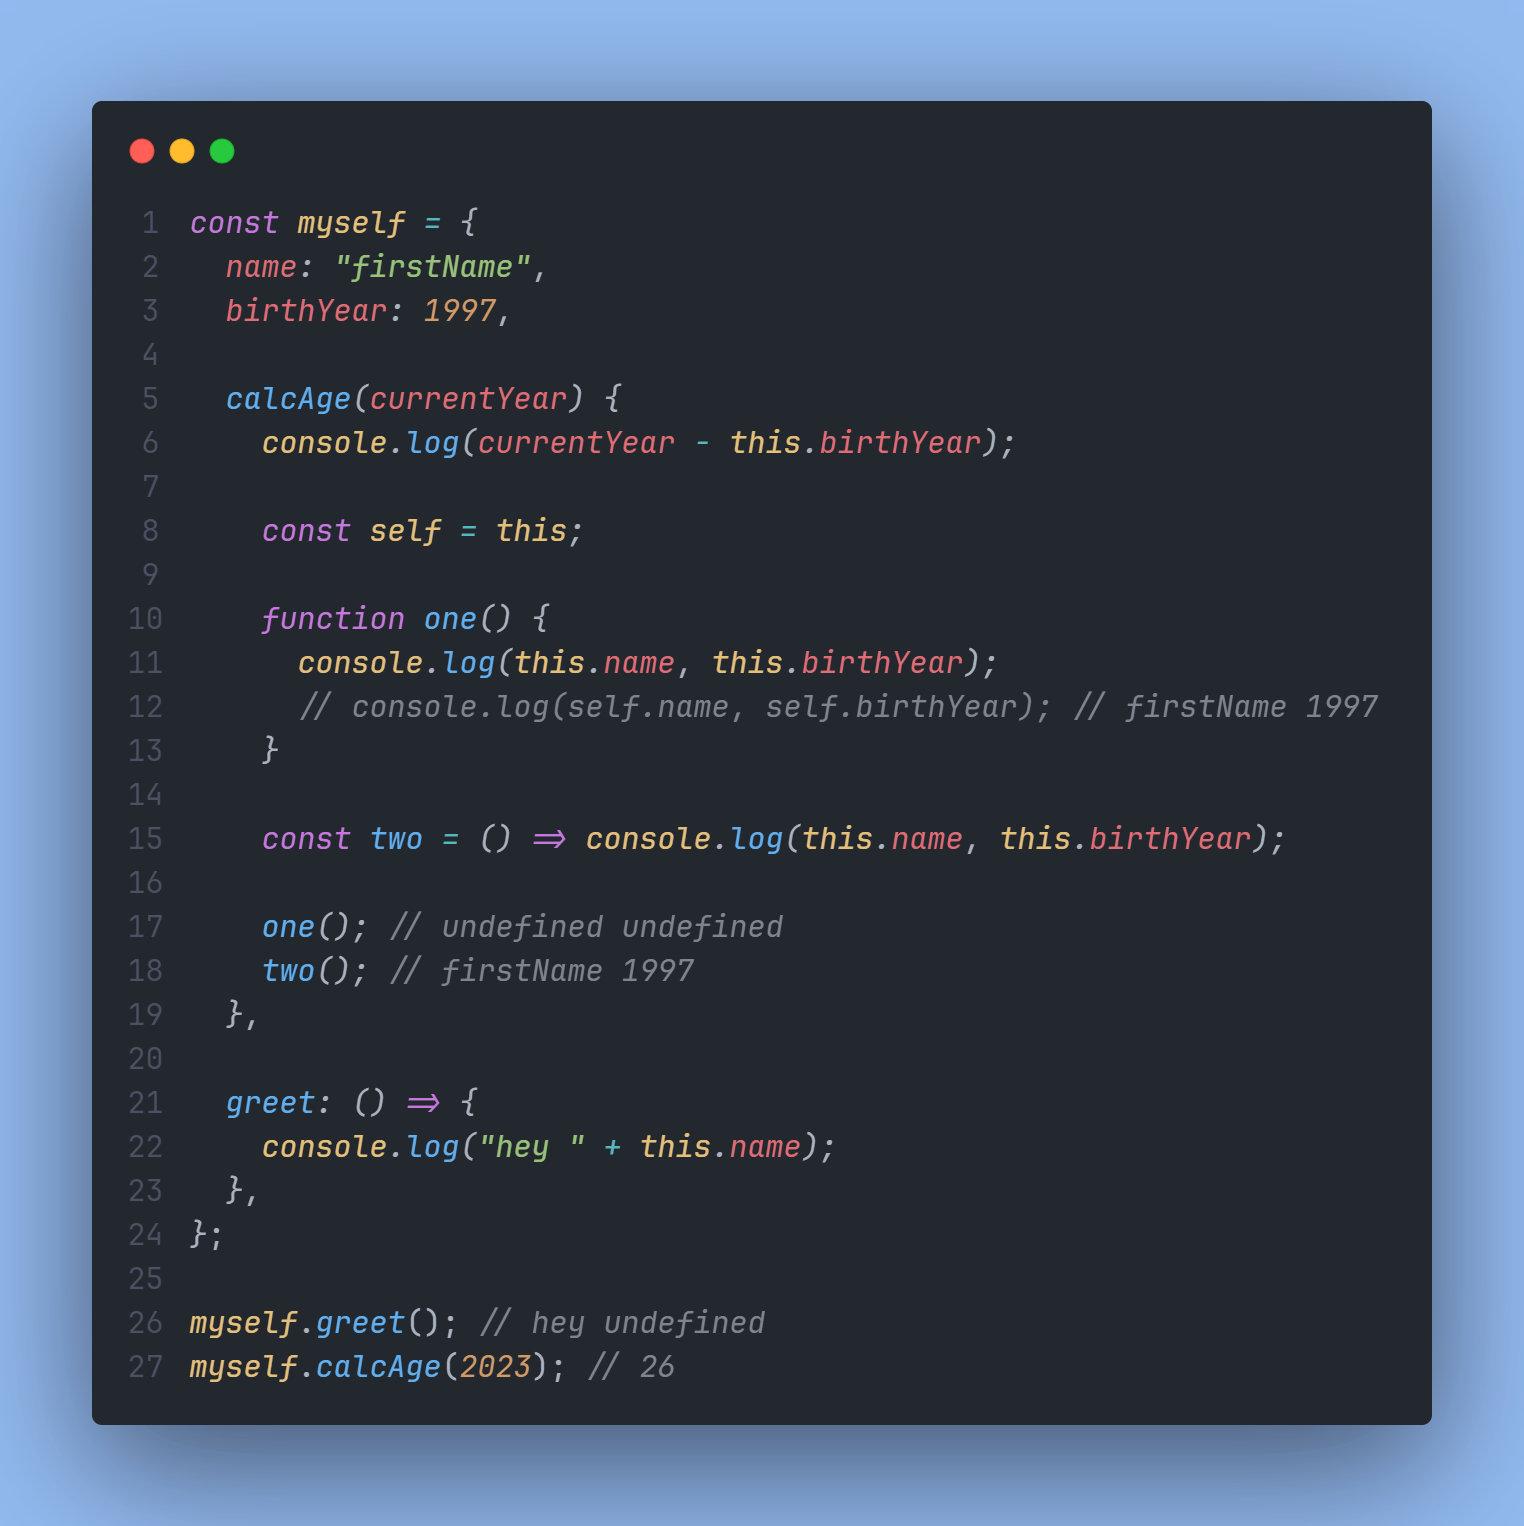 1 const myself = {
2   name: "firstName",
3   birthYear: 1997,
4
5   calcAge(currentYear) {
6     console.log(currentYear - this.birthYear);
7
8     const self = this;
9
10     function one() {
11       console.log(this.name, this.birthYear);
12       // console.log(self.name, self.birthYear); // firstName 1997
13     }
14
15     const two = () => console.log(this.name, this.birthYear);
16
17     one(); // undefined undefined
18     two(); // firstName 1997
19   },
20
21   greet: () => {
22     console.log("hey " + this.name);
23   },
24 };
25
26 myself.greet(); // hey undefined
27 myself.calcAge(2023); // 26